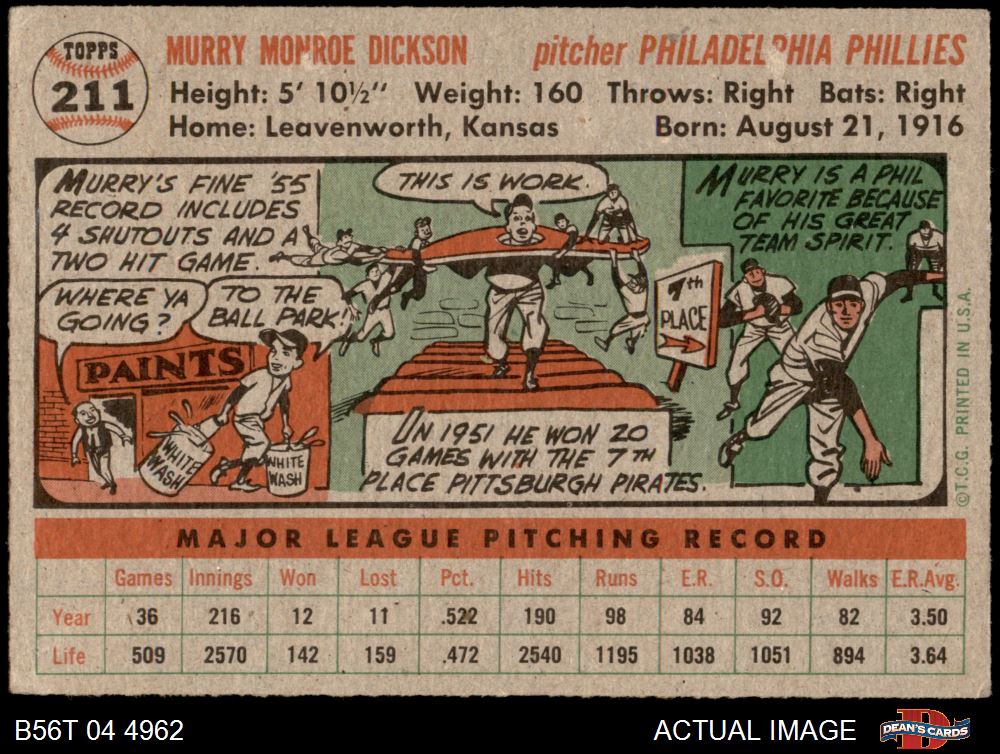 TOPPS
211
MURRY MONROE DICKSON pitcher PHILADELPHIA PHILLIES
Height: 5' 10½" Weight: 160 Throws: Right Bats: Right
Home: Leavenworth, Kansas Born: August 21, 1916
MURRY'S FINE '55
RECORD INCLUDES
4 SHUTOUTS AND A
TWO HIT GAME.
WHERE YA
GOING?
TO THE
BALL PARK!
PAINTS
WHITE
WASH
WHITE
WASH
THIS IS WORK.
IN 1951 HE WON 20
GAMES WITH THE 7TH
PLACE PITTSBURGH PIRATES.
7th
PLACE
MURRY IS A PHIL
FAVORITE BECAUSE
OF HIS GREAT
TEAM SPIRIT.
©T.C.G. PRINTED IN U.S.A.
MAJOR LEAGUE PITCHING RECORD
Games Innings Won Lost Pct. Hits Runs E.R. S.O. Walks E.R.Avg.
Year 36 216 12 11 .522 190 98 84 92 82 3.50
Life 509 2570 142 159 .472 2540 1195 1038 1051 894 3.64
B56T 04 4962 ACTUAL IMAGE
DEAN'S CARDS